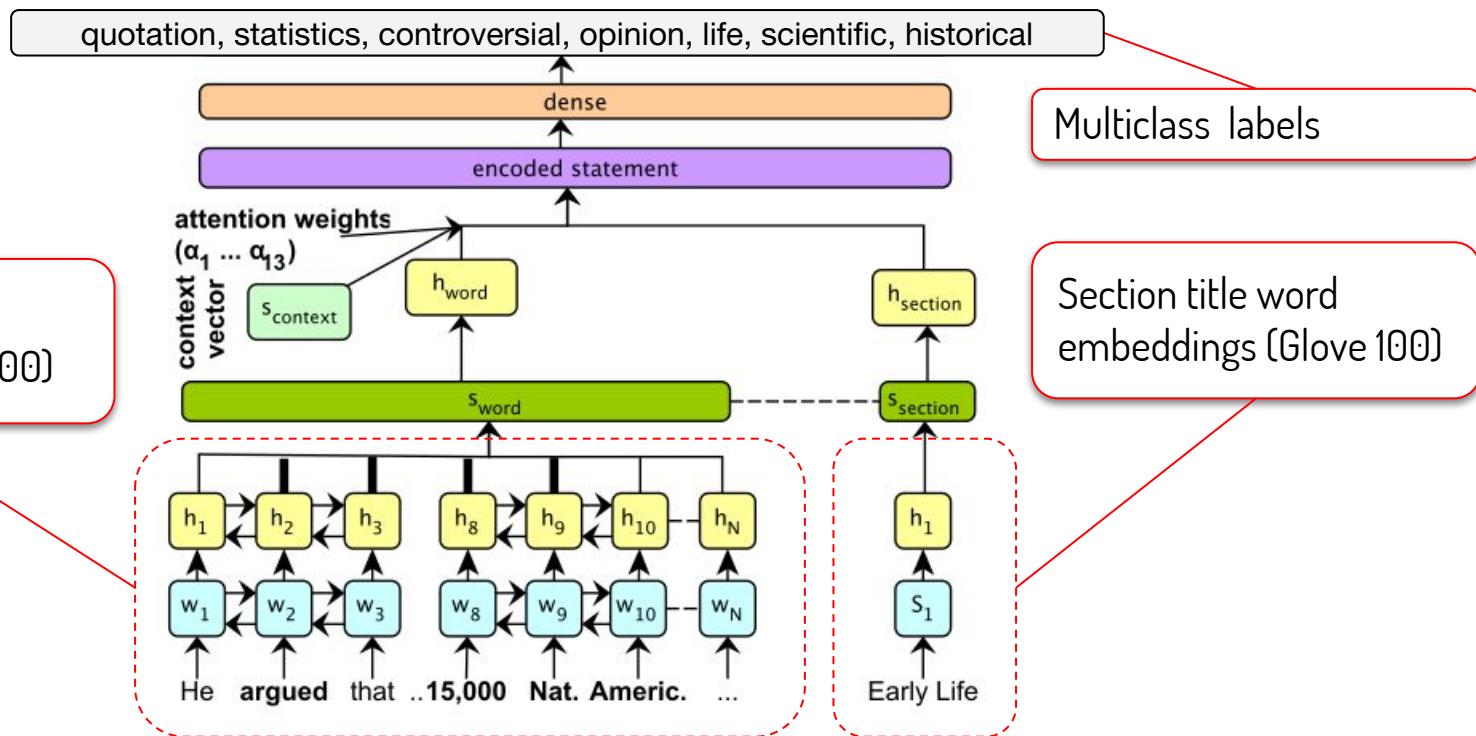 quotation, statistics, controversial, opinion, life, scientific, historical
dense
Multiclass labels
encoded statement
attention weights
(α1 ... α13)
context
vector
scontext
hword
hsection
Section title word
embeddings (Glove 100)
00)
sword
ssection
h1 h2 h3 h8 h9 h10 hN h1
w1 w2 w3 w8 w9 w10 wN S1
He argued that ..15,000 Nat. Americ. ... Early Life